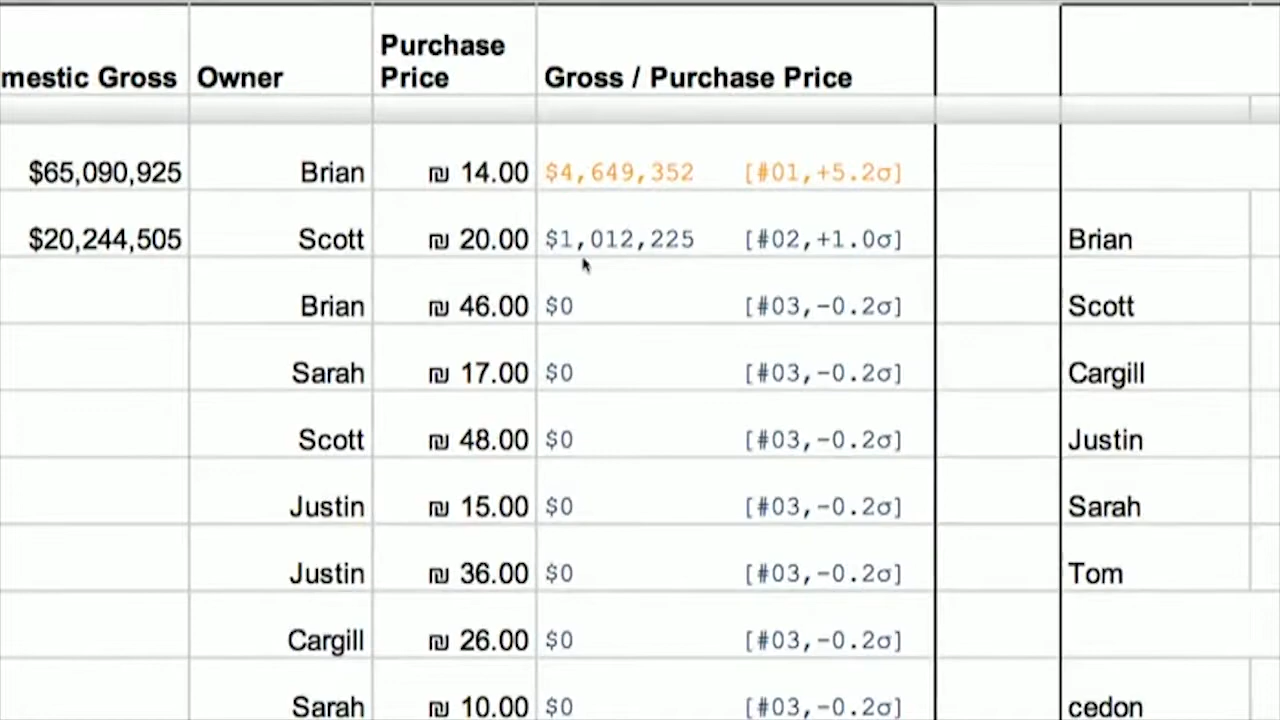 mestic Gross Owner Purchase Price Gross / Purchase Price
$65,090,925 Brian ₪ 14.00 $4,649,352 [#01,+5.2σ]
$20,244,505 Scott ₪ 20.00 $1,012,225 [#02,+1.0σ] Brian
Brian ₪ 46.00 $0 [#03,-0.2σ] Scott
Sarah ₪ 17.00 $0 [#03,-0.2σ] Cargill
Scott ₪ 48.00 $0 [#03,-0.2σ] Justin
Justin ₪ 15.00 $0 [#03,-0.2σ] Sarah
Justin ₪ 36.00 $0 [#03,-0.2σ] Tom
Cargill ₪ 26.00 $0 [#03,-0.2σ]
Sarah ₪ 10.00 $0 [#03,-0.2σ] cedon